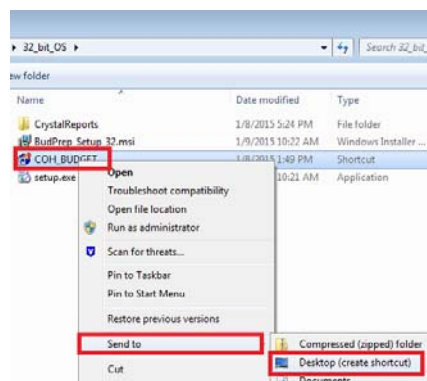 32_bit_OS
Search 32_bit_
ew folder
Name Date modified Type
CrystalReports 1/8/2015 5:24 PM File folder
BudPrep_Setup_32.msi 1/9/2015 10:22 AM Windows Installer ...
COH_BUDGET 1/8/2015 1:49 PM Shortcut
setup.exe 10:21 AM Application
Open
Troubleshoot compatibility
Open file location
Run as administrator
Scan for threats...
Pin to Taskbar
Pin to Start Menu
Restore previous versions
Send to Compressed (zipped) folder
Cut Desktop (create shortcut)
Documents